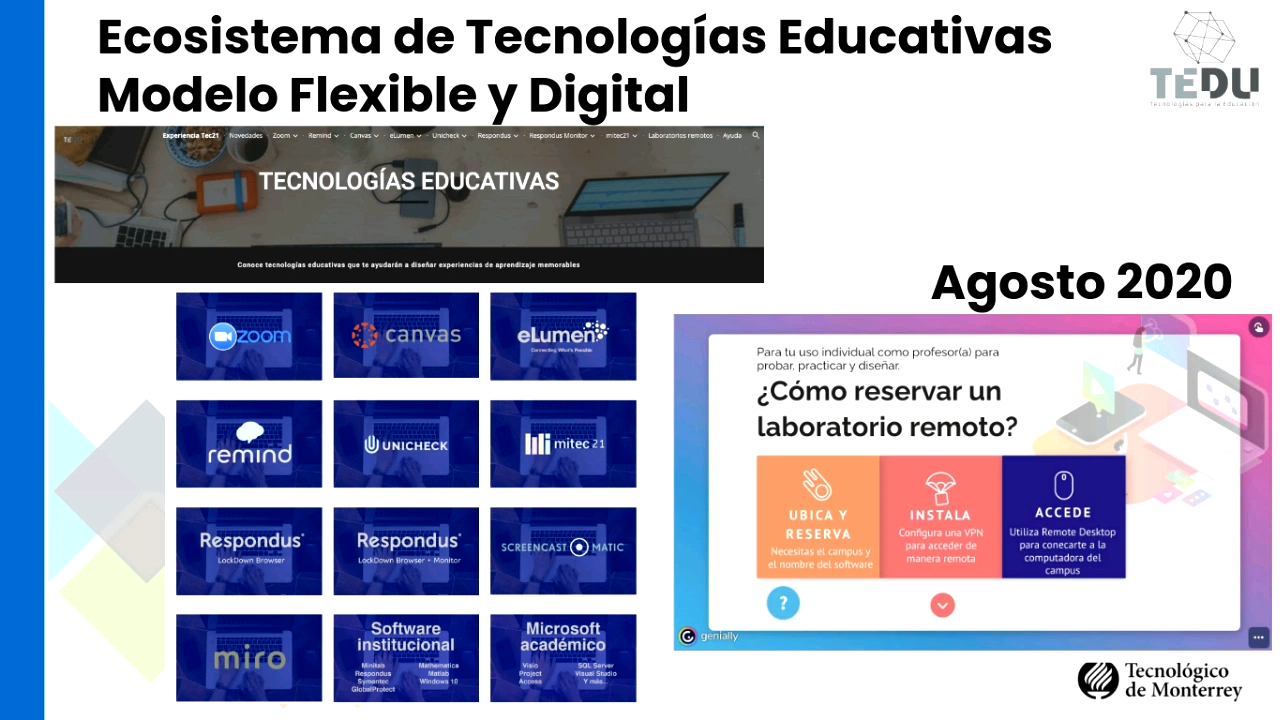 Ecosistema de Tecnologías Educativas
Modelo Flexible y Digital
TEDU
Tecnologías para la Educación
Experiencia Tec21 Novedades Zoom Remind Canvas eLumen Unicheck Respondus Respondus Monitor mitec21 Laboratorios remotos Ayuda
TECNOLOGÍAS EDUCATIVAS
Conoce tecnologías educativas que te ayudarán a diseñar experiencias de aprendizaje memorables
Agosto 2020
zoom
canvas
eLumen
Connecting What's Possible
remind
UNICHECK
mitec 21
Respondus
LockDown Browser
Respondus
LockDown Browser + Monitor
SCREENCAST O MATIC
miro
Software
institucional
Minitab Mathematica
Respondus Matlab
Symantec Windows 10
GlobalProtect
Microsoft
académico
Visio SQL Server
Project Visual Studio
Access Y más...
Para tu uso individual como profesor(a) para
probar, practicar y diseñar.
¿Cómo reservar un
laboratorio remoto?
UBICA Y
RESERVA
Necesitas el campus y
el nombre del software
INSTALA
Configura una VPN
para acceder de
manera remota
ACCEDE
Utiliza Remote Desktop
para conecarte a la
computadora del
campus
?
genially
Tecnológico
de Monterrey